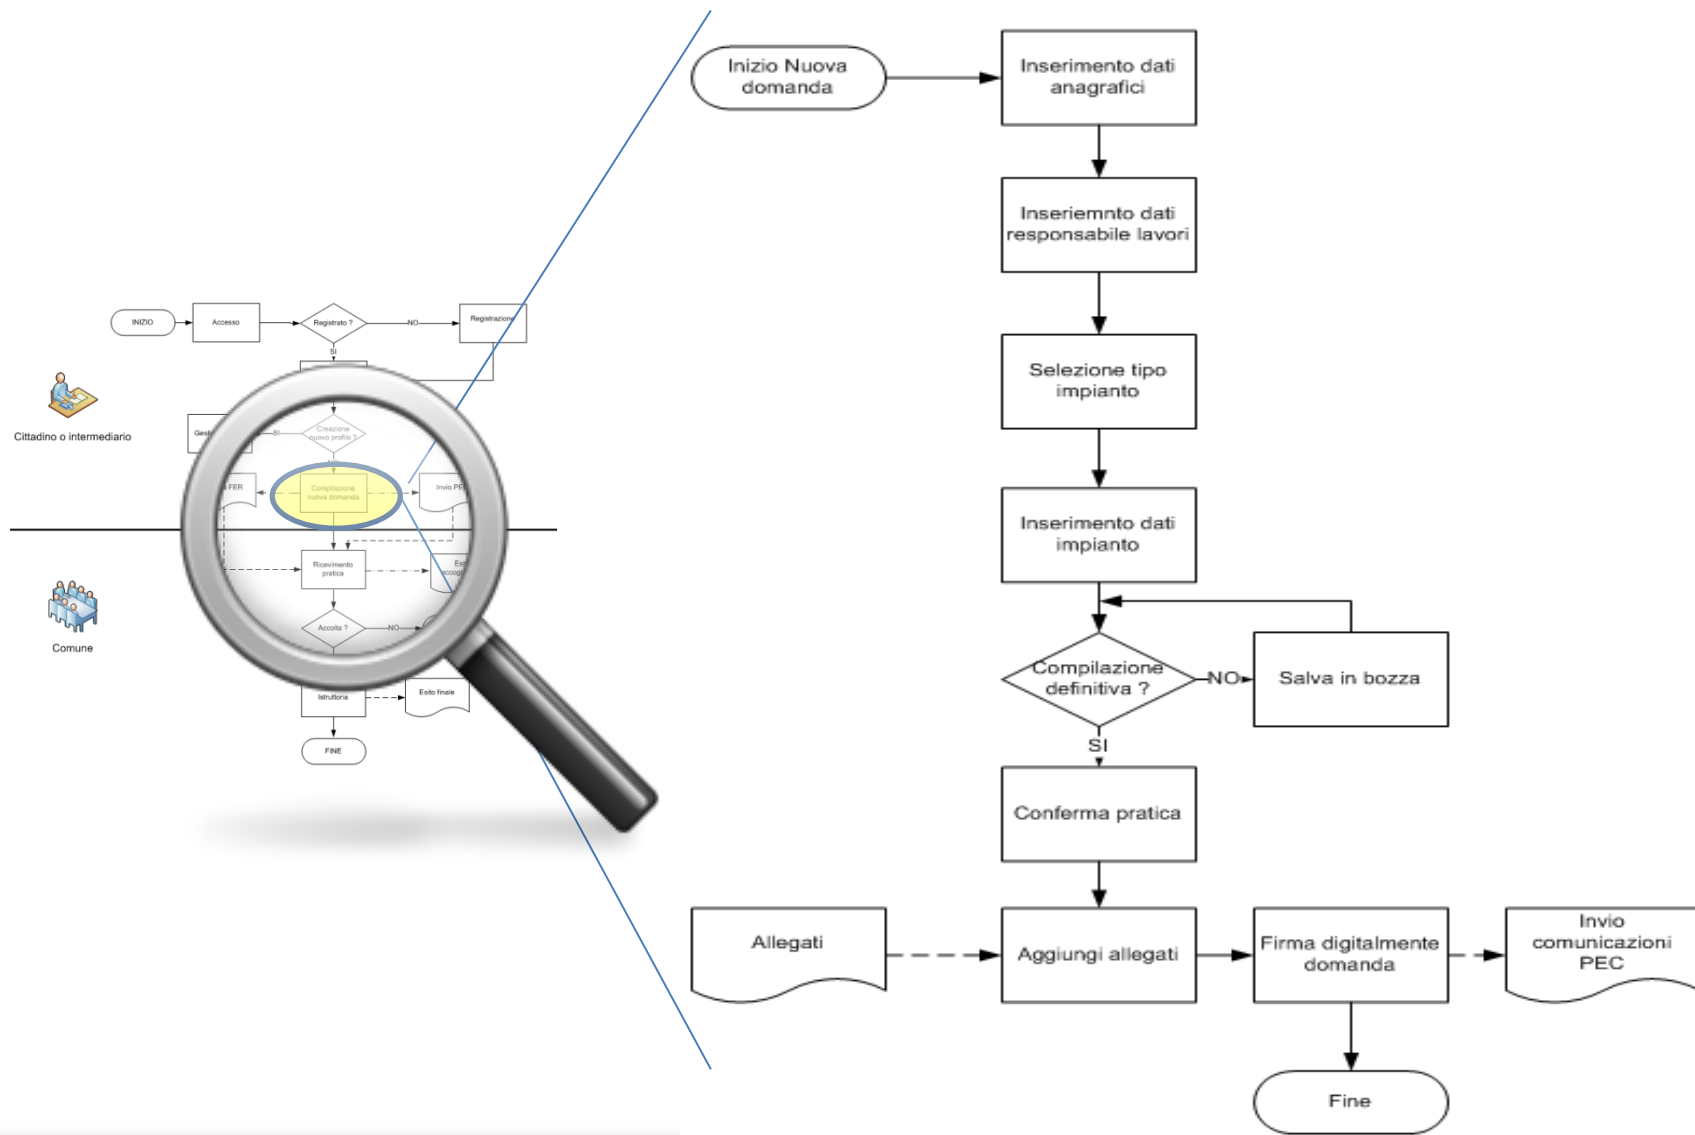 INIZIO
Accesso
Registrato ?
NO
Registrazione
SI
Cittadino o intermediario
SI
Creazione
nuovo profilo ?
FER
Compilazione
nuova domanda
Invio
Ricevimento
pratica
Accolta ?
NO
Comune
Istruttoria
Esito finale
FINE
Inizio Nuova
domanda
Inserimento dati
anagrafici
Inseriemnto dati
responsabile lavori
Selezione tipo
impianto
Inserimento dati
impianto
Compilazione
definitiva ?
NO
Salva in bozza
SI
Conferma pratica
Allegati
Aggiungi allegati
Firma digitalmente
domanda
Invio
comunicazioni
PEC
Fine